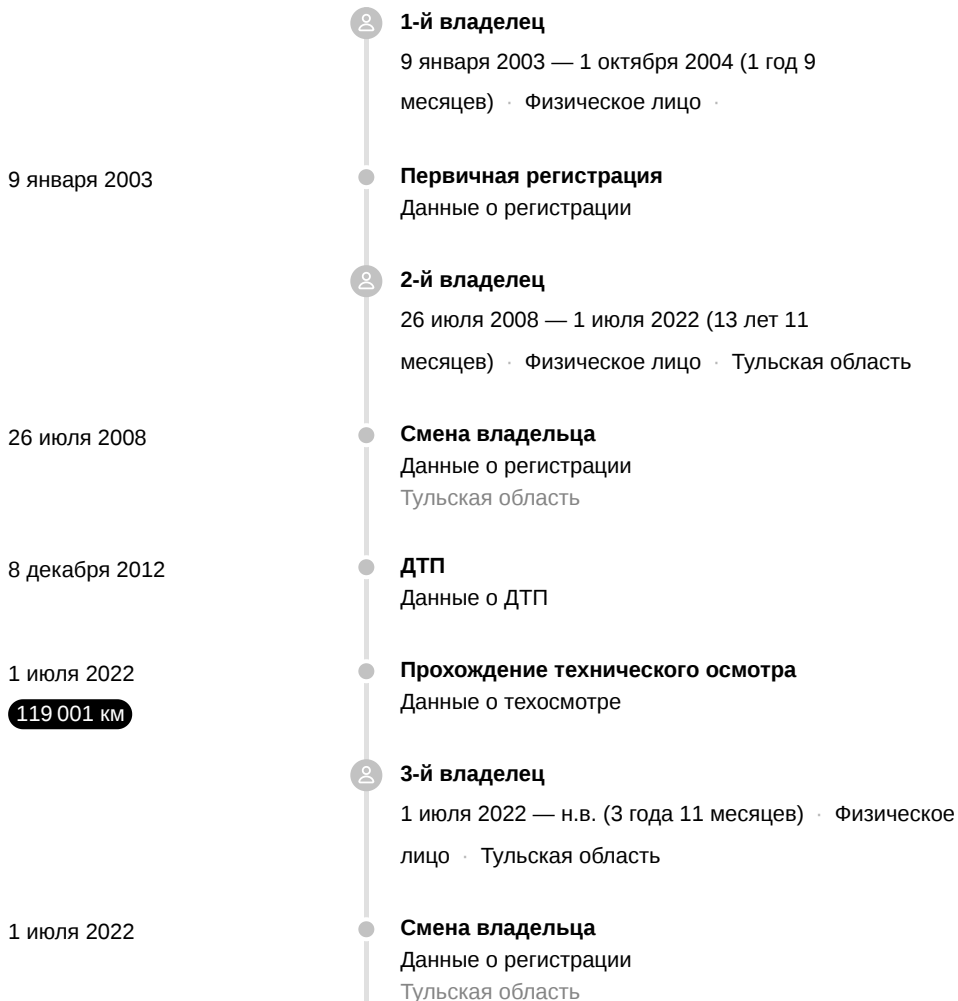 1-й владелец
9 января 2003 — 1 октября 2004 (1 год 9
месяцев) · Физическое лицо ·
9 января 2003
Первичная регистрация
Данные о регистрации
2-й владелец
26 июля 2008 — 1 июля 2022 (13 лет 11
месяцев) · Физическое лицо · Тульская область
26 июля 2008
Смена владельца
Данные о регистрации
Тульская область
8 декабря 2012
ДТП
Данные о ДТП
1 июля 2022
119 001 км
Прохождение технического осмотра
Данные о техосмотре
3-й владелец
1 июля 2022 — н.в. (3 года 11 месяцев) · Физическое
лицо · Тульская область
1 июля 2022
Смена владельца
Данные о регистрации
Тульская область